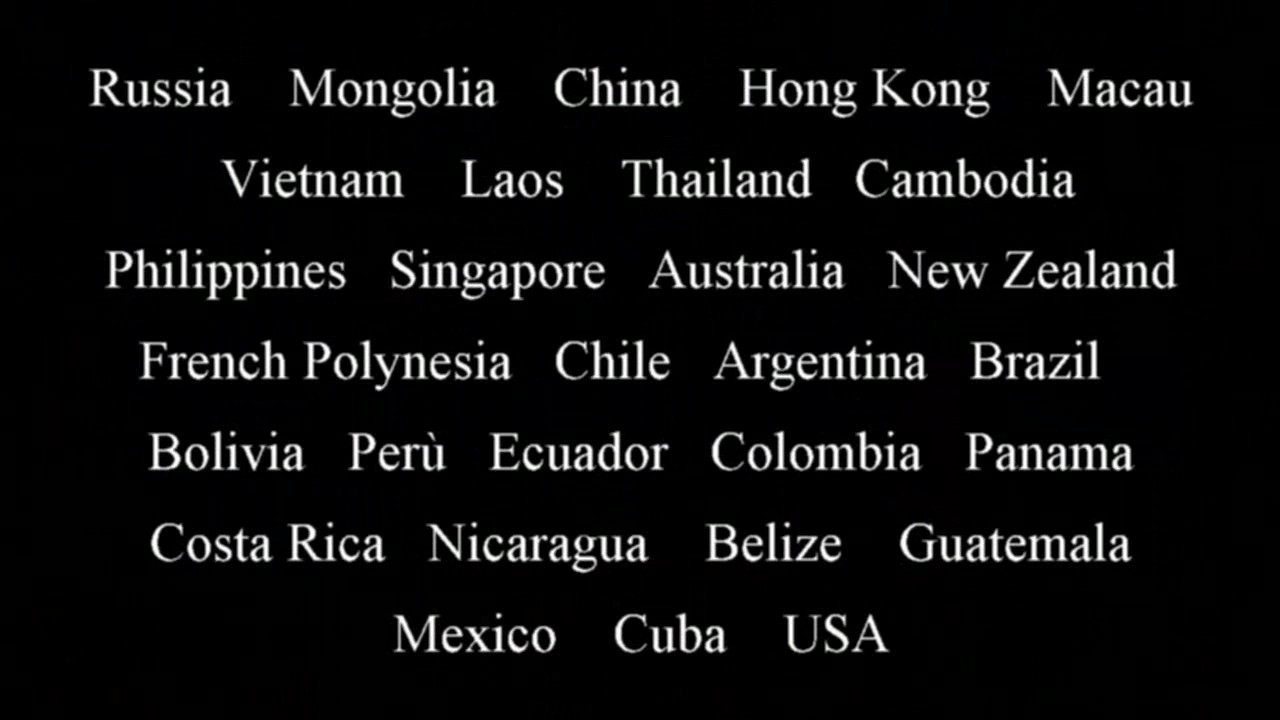 Russia Mongolia China Hong Kong Macau
Vietnam Laos Thailand Cambodia
Philippines Singapore Australia New Zealand
French Polynesia Chile Argentina Brazil
Bolivia Perù Ecuador Colombia Panama
Costa Rica Nicaragua Belize Guatemala
Mexico Cuba USA